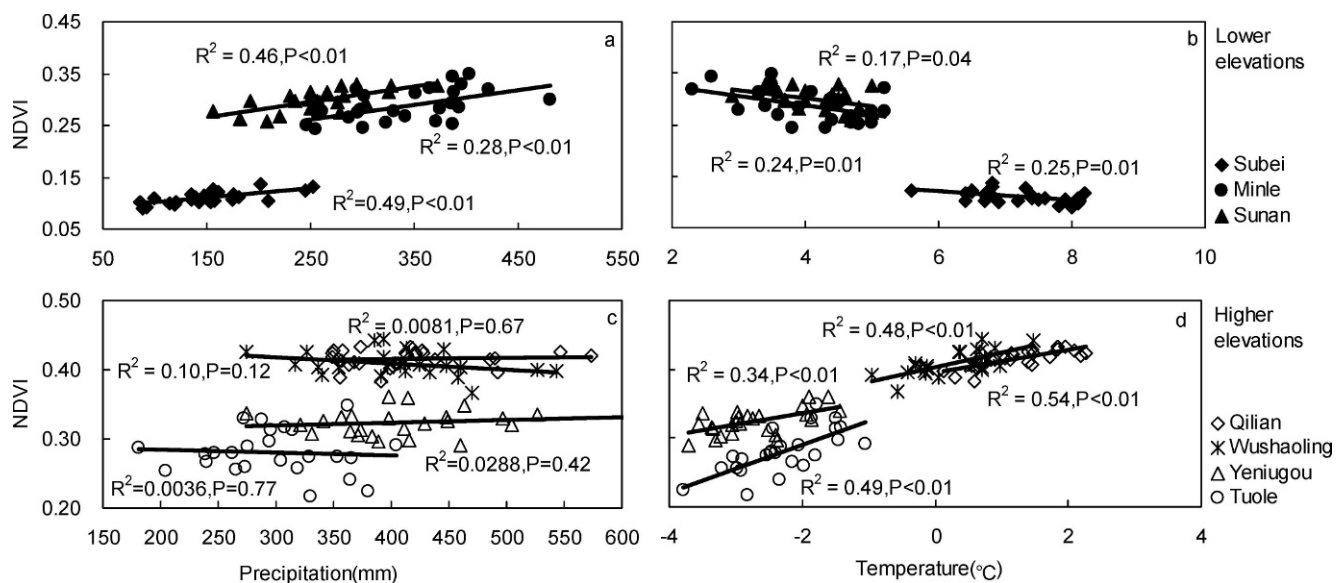 0.45
0.35
0.25
0.15
0.05
NDVI
50
150
250
350
450
550
a
R² = 0.46,P<0.01
R² = 0.28,P<0.01
R²=0.49,P<0.01
2
4
6
8
10
b
R² = 0.17,P=0.04
R² = 0.24,P=0.01
R² = 0.25,P=0.01
Lower
elevations
Subei
Minle
Sunan
0.50
0.40
0.30
0.20
NDVI
150
200
250
300
350
400
450
500
550
600
Precipitation(mm)
c
R² = 0.0081,P=0.67
R² = 0.10,P=0.12
R²=0.0288,P=0.42
R²=0.0036,P=0.77
-4
-2
0
2
4
Temperature(℃)
d
R² = 0.48,P<0.01
R² = 0.34,P<0.01
R² = 0.54,P<0.01
R² = 0.49,P<0.01
Higher
elevations
Qilian
Wushaoling
Yeniugou
Tuole